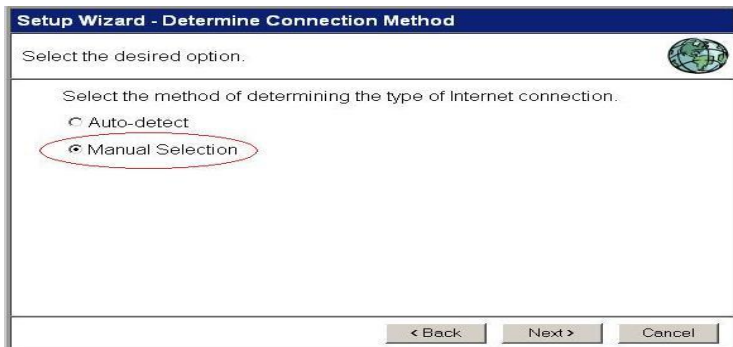 Setup Wizard - Determine Connection Method
Select the desired option.
Select the method of determining the type of Internet connection.
Auto-detect
Manual Selection
< Back Next > Cancel